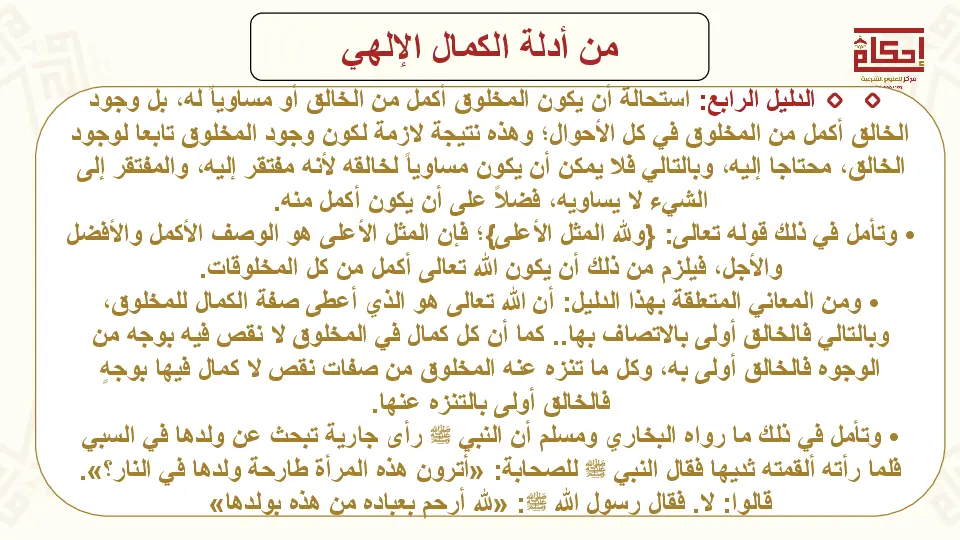 من أدلة الكمال الإلهي
إحكام
مركز للعلوم الشرعية
الدليل الرابع: استحالة أن يكون المخلوق أكمل من الخالق أو مساوياً له، بل وجود
الخالق أكمل من المخلوق في كل الأحوال؛ وهذه نتيجة لازمة لكون وجود المخلوق تابعا لوجود
الخالق، محتاجا إليه، وبالتالي فلا يمكن أن يكون مساوياً لخالقه لأنه مفتقر إليه، والمفتقر إلى
الشيء لا يساويه، فضلاً على أن يكون أكمل منه.
• وتأمل في ذلك قوله تعالى: {ولله المثل الأعلى}؛ فإن المثل الأعلى هو الوصف الأكمل والأفضل
والأجل، فيلزم من ذلك أن يكون الله تعالى أكمل من كل المخلوقات.
• ومن المعاني المتعلقة بهذا الدليل: أن الله تعالى هو الذي أعطى صفة الكمال للمخلوق،
وبالتالي فالخالق أولى بالاتصاف بها.. كما أن كل كمال في المخلوق لا نقص فيه بوجه من
الوجوه فالخالق أولى به، وكل ما تنزه عنه المخلوق من صفات نقص لا كمال فيها بوجهٍ
فالخالق أولى بالتنزه عنها.
• وتأمل في ذلك ما رواه البخاري ومسلم أن النبي ﷺ رأى جارية تبحث عن ولدها في السبي
فلما رأته ألقمته ثديها فقال النبي ﷺ للصحابة: «أترون هذه المرأة طارحة ولدها في النار؟».
قالوا: لا. فقال رسول الله ﷺ: «لله أرحم بعباده من هذه بولدها»